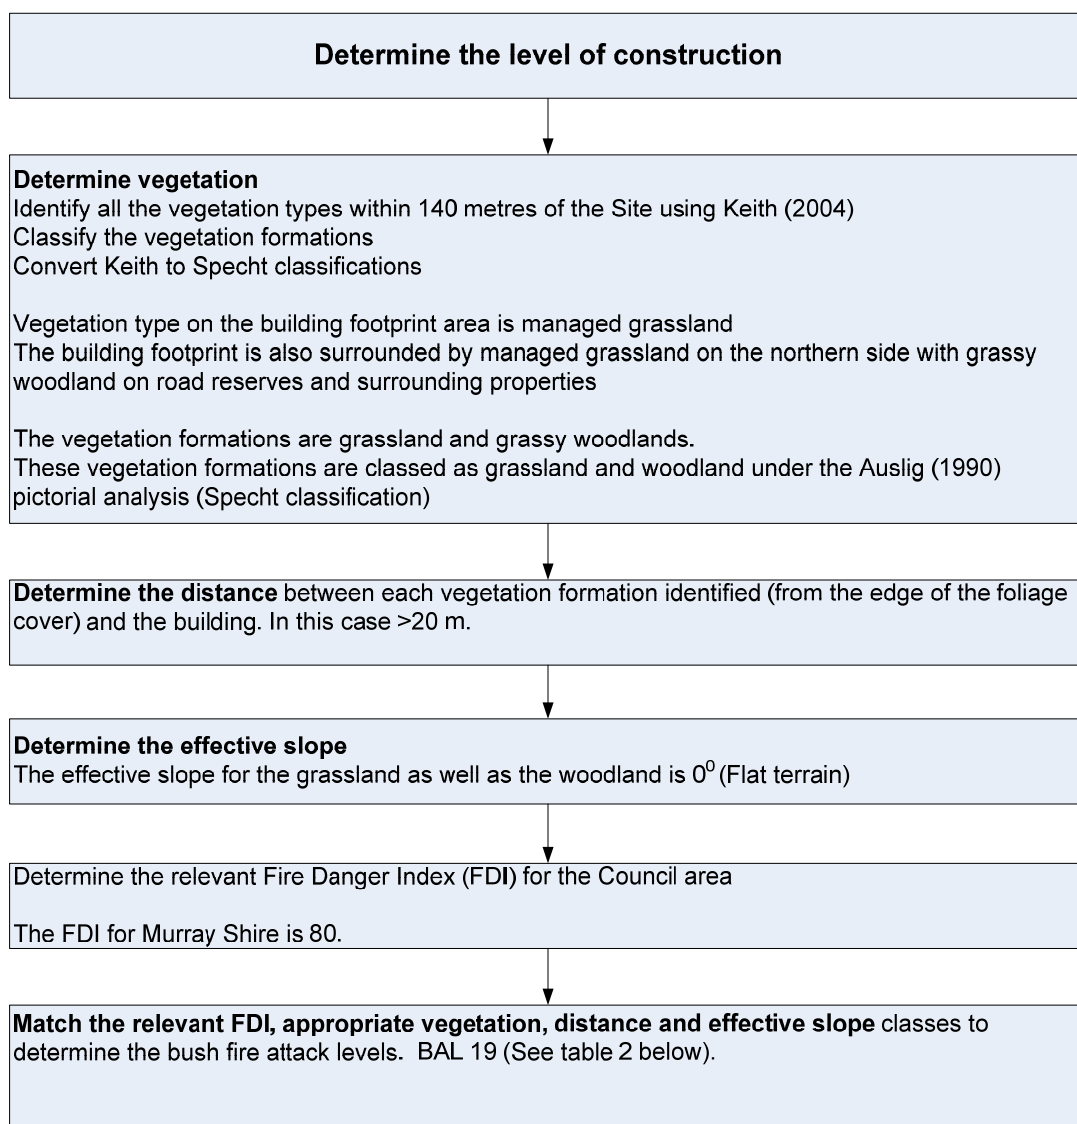 Determine the level of construction
Determine vegetation
Identify all the vegetation types within 140 metres of the Site using Keith (2004)
Classify the vegetation formations
Convert Keith to Specht classifications
Vegetation type on the building footprint area is managed grassland
The building footprint is also surrounded by managed grassland on the northern side with grassy
woodland on road reserves and surrounding properties
The vegetation formations are grassland and grassy woodlands.
These vegetation formations are classed as grassland and woodland under the Auslig (1990)
pictorial analysis (Specht classification)
Determine the distance between each vegetation formation identified (from the edge of the foliage
cover) and the building. In this case >20 m.
Determine the effective slope
The effective slope for the grassland as well as the woodland is 0⁰ (Flat terrain)
Determine the relevant Fire Danger Index (FDI) for the Council area
The FDI for Murray Shire is 80.
Match the relevant FDI, appropriate vegetation, distance and effective slope classes to
determine the bush fire attack levels.  BAL 19 (See table 2 below).